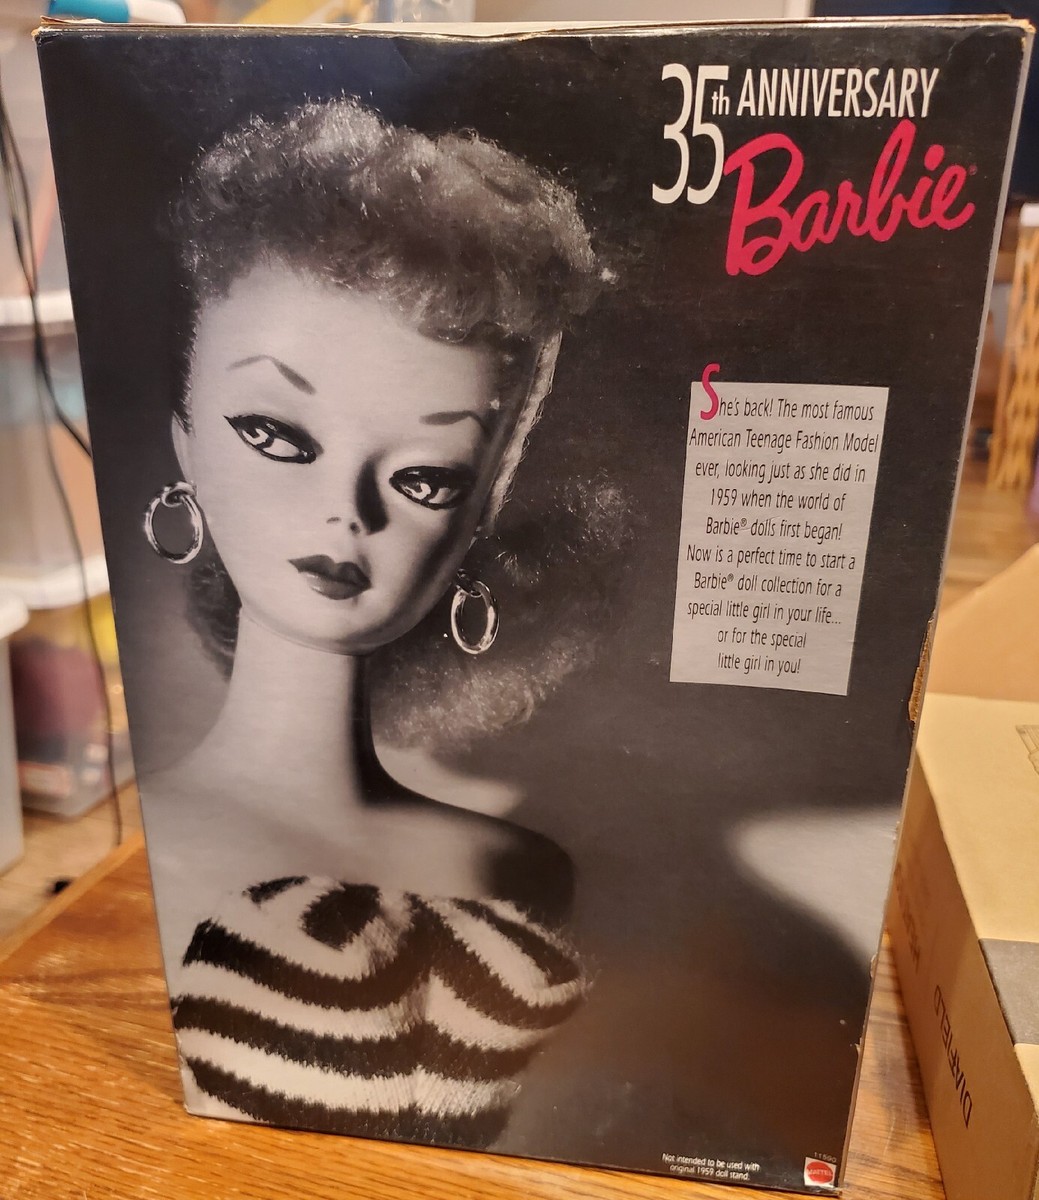 35th ANNIVERSARY
Barbie®
She's back! The most famous
American Teenage Fashion Model
ever, looking just as she did in
1959 when the world of
Barbie® dolls first began!
Now is a perfect time to start a
Barbie® doll collection for a
special little girl in your life...
or for the special
little girl in you!
Not intended to be used with
original 1959 doll stand.
11590
MATTEL